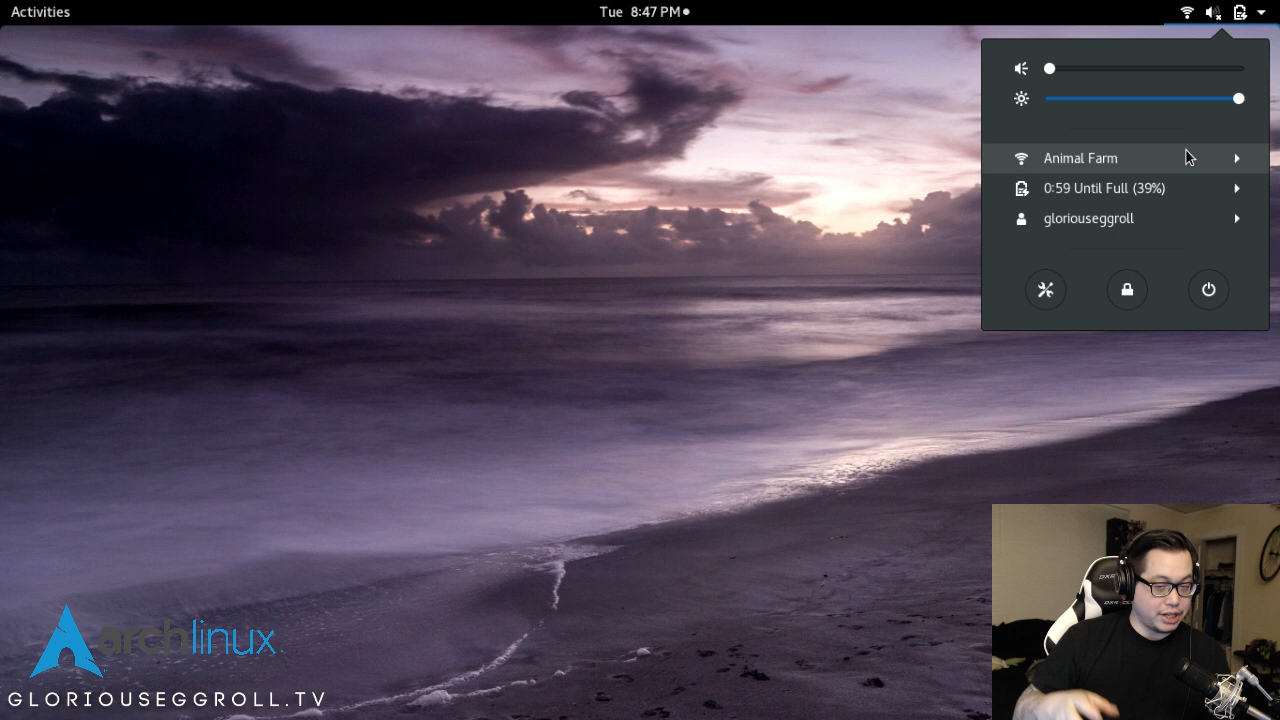 Activities
Tue 8:47 PM
Animal Farm
0:59 Until Full (39%)
gloriouseggroll
archlinux
GLORIOUSEGGROLL.TV